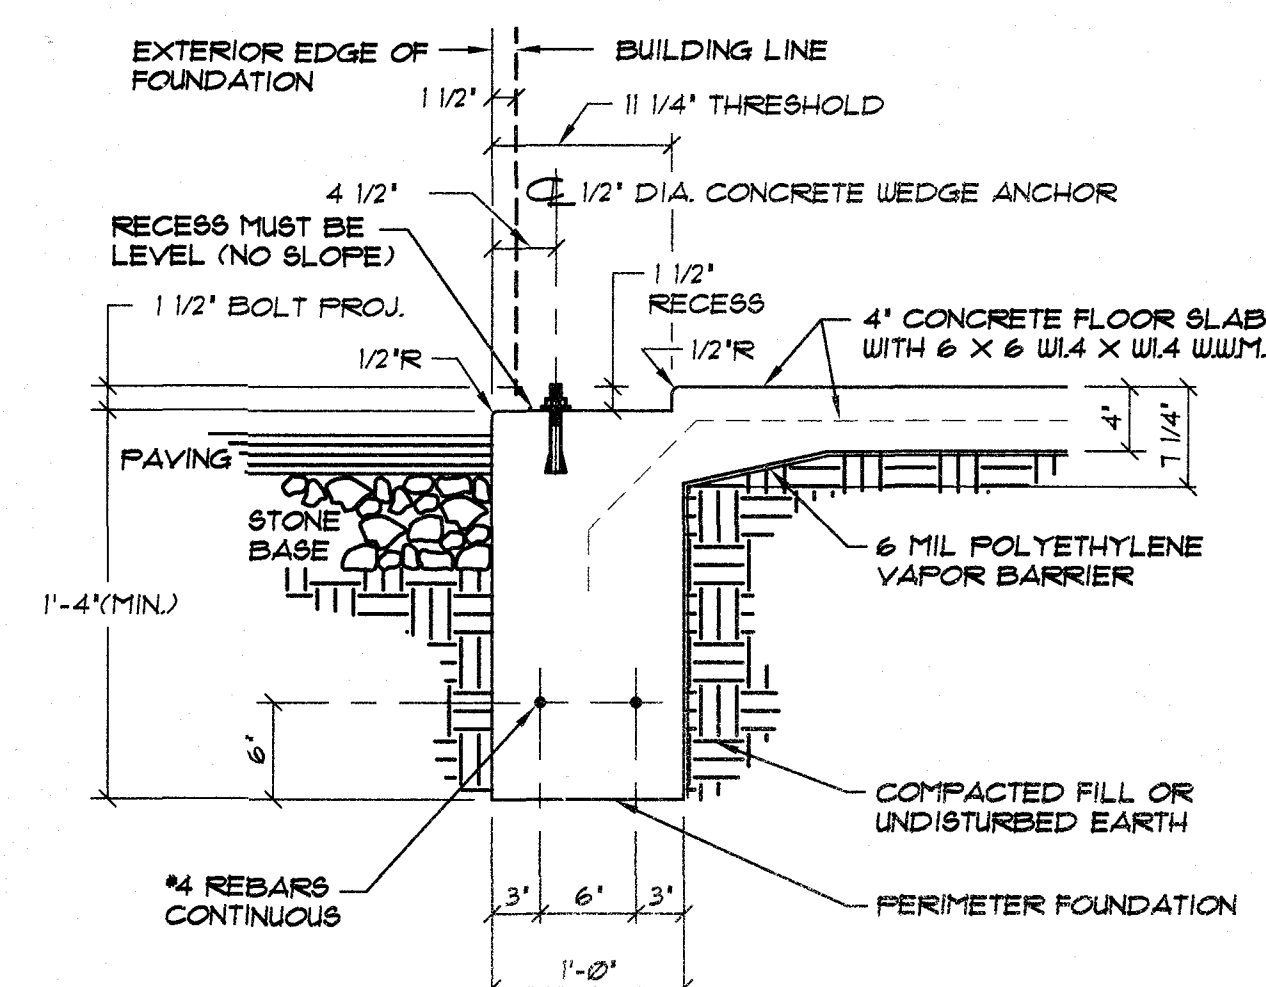 EXTERIOR EDGE OF
FOUNDATION
BUILDING LINE
1 1/2"
11 1/4" THRESHOLD
4 1/2"
℄ 1/2" DIA. CONCRETE WEDGE ANCHOR
RECESS MUST BE
LEVEL (NO SLOPE)
1 1/2"
RECESS
1 1/2" BOLT PROJ.
4" CONCRETE FLOOR SLAB
WITH 6 X 6 W1.4 X W1.4 W.W.M.
1/2"R
1/2"R
4"
7 1/4"
PAVING
STONE
BASE
6 MIL POLYETHYLENE
VAPOR BARRIER
1'-4"(MIN.)
6"
COMPACTED FILL OR
UNDISTURBED EARTH
#4 REBARS
CONTINUOUS
3"
6"
3"
PERIMETER FOUNDATION
1'-0"